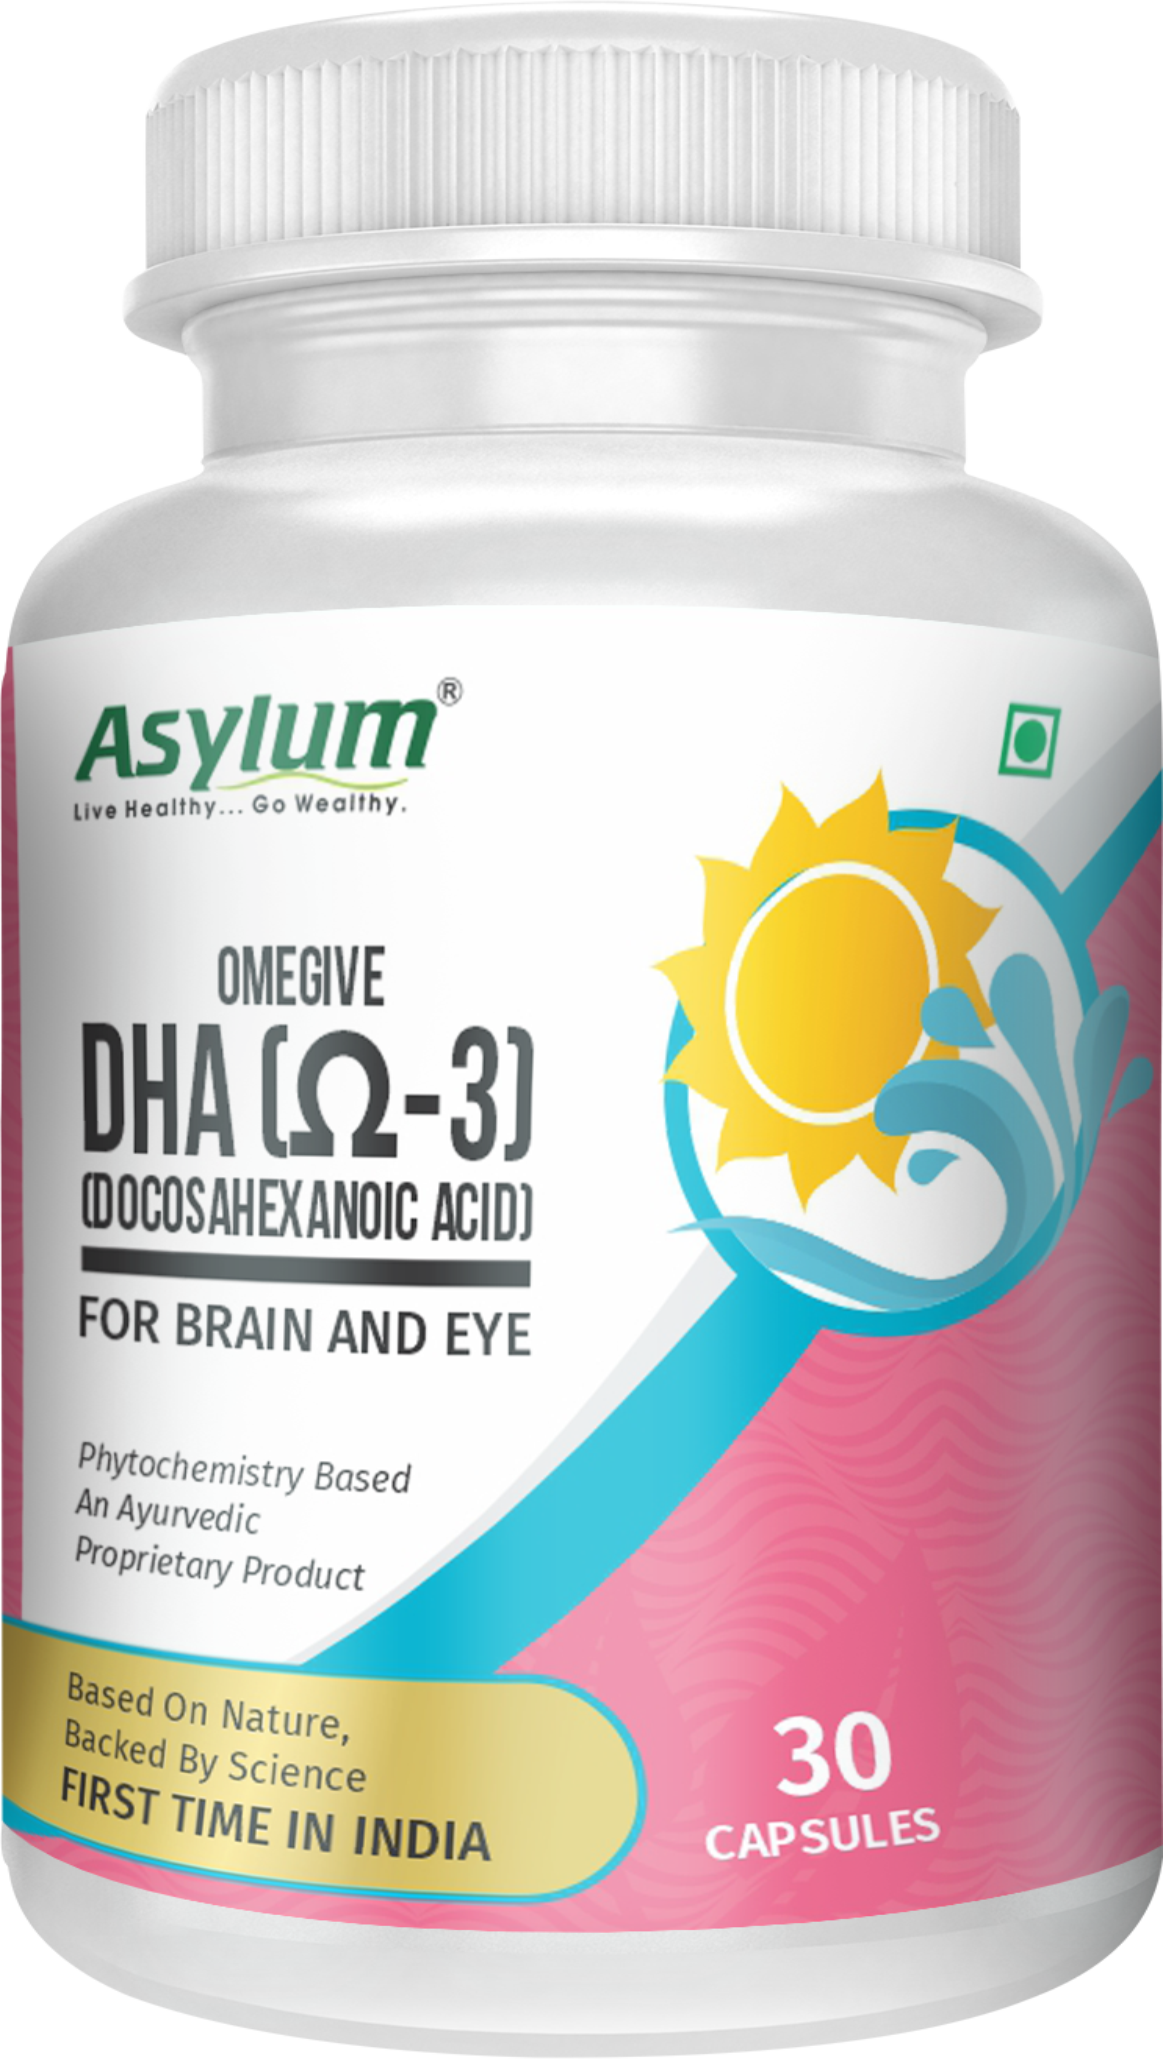 Asylum®
Live Healthy... Go Wealthy.
OMEGIVE
DHA (Ω-3)
(DOCOSAHEXANOIC ACID)
FOR BRAIN AND EYE
Phytochemistry Based
An Ayurvedic
Proprietary Product
Based On Nature,
Backed By Science
FIRST TIME IN INDIA
30
CAPSULES